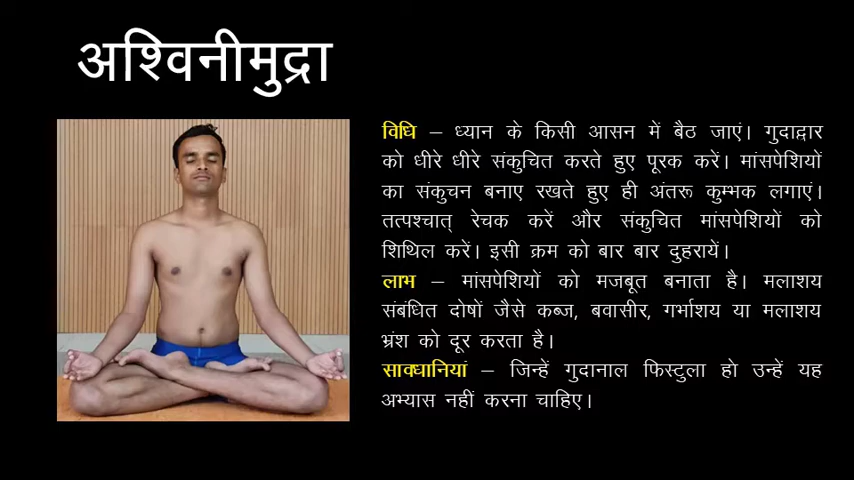 अश्विनीमुद्रा
विधि – ध्यान के किसी आसन में बैठ जाएं। गुदाद्वार
को धीरे धीरे संकुचित करते हुए पूरक करें। मांसपेशियों
का संकुचन बनाए रखते हुए ही अंतरू कुम्भक लगाएं।
तत्पश्चात् रेचक करें और संकुचित मांसपेशियों को
शिथिल करें। इसी क्रम को बार बार दुहरायें।
लाभ – मांसपेशियों को मजबूत बनाता है। मलाशय
संबंधित दोषों जैसे कब्ज, बवासीर, गर्भाशय या मलाशय
भ्रंश को दूर करता है।
सावधानियां – जिन्हें गुदानाल फिस्टुला हो उन्हें यह
अभ्यास नहीं करना चाहिए।